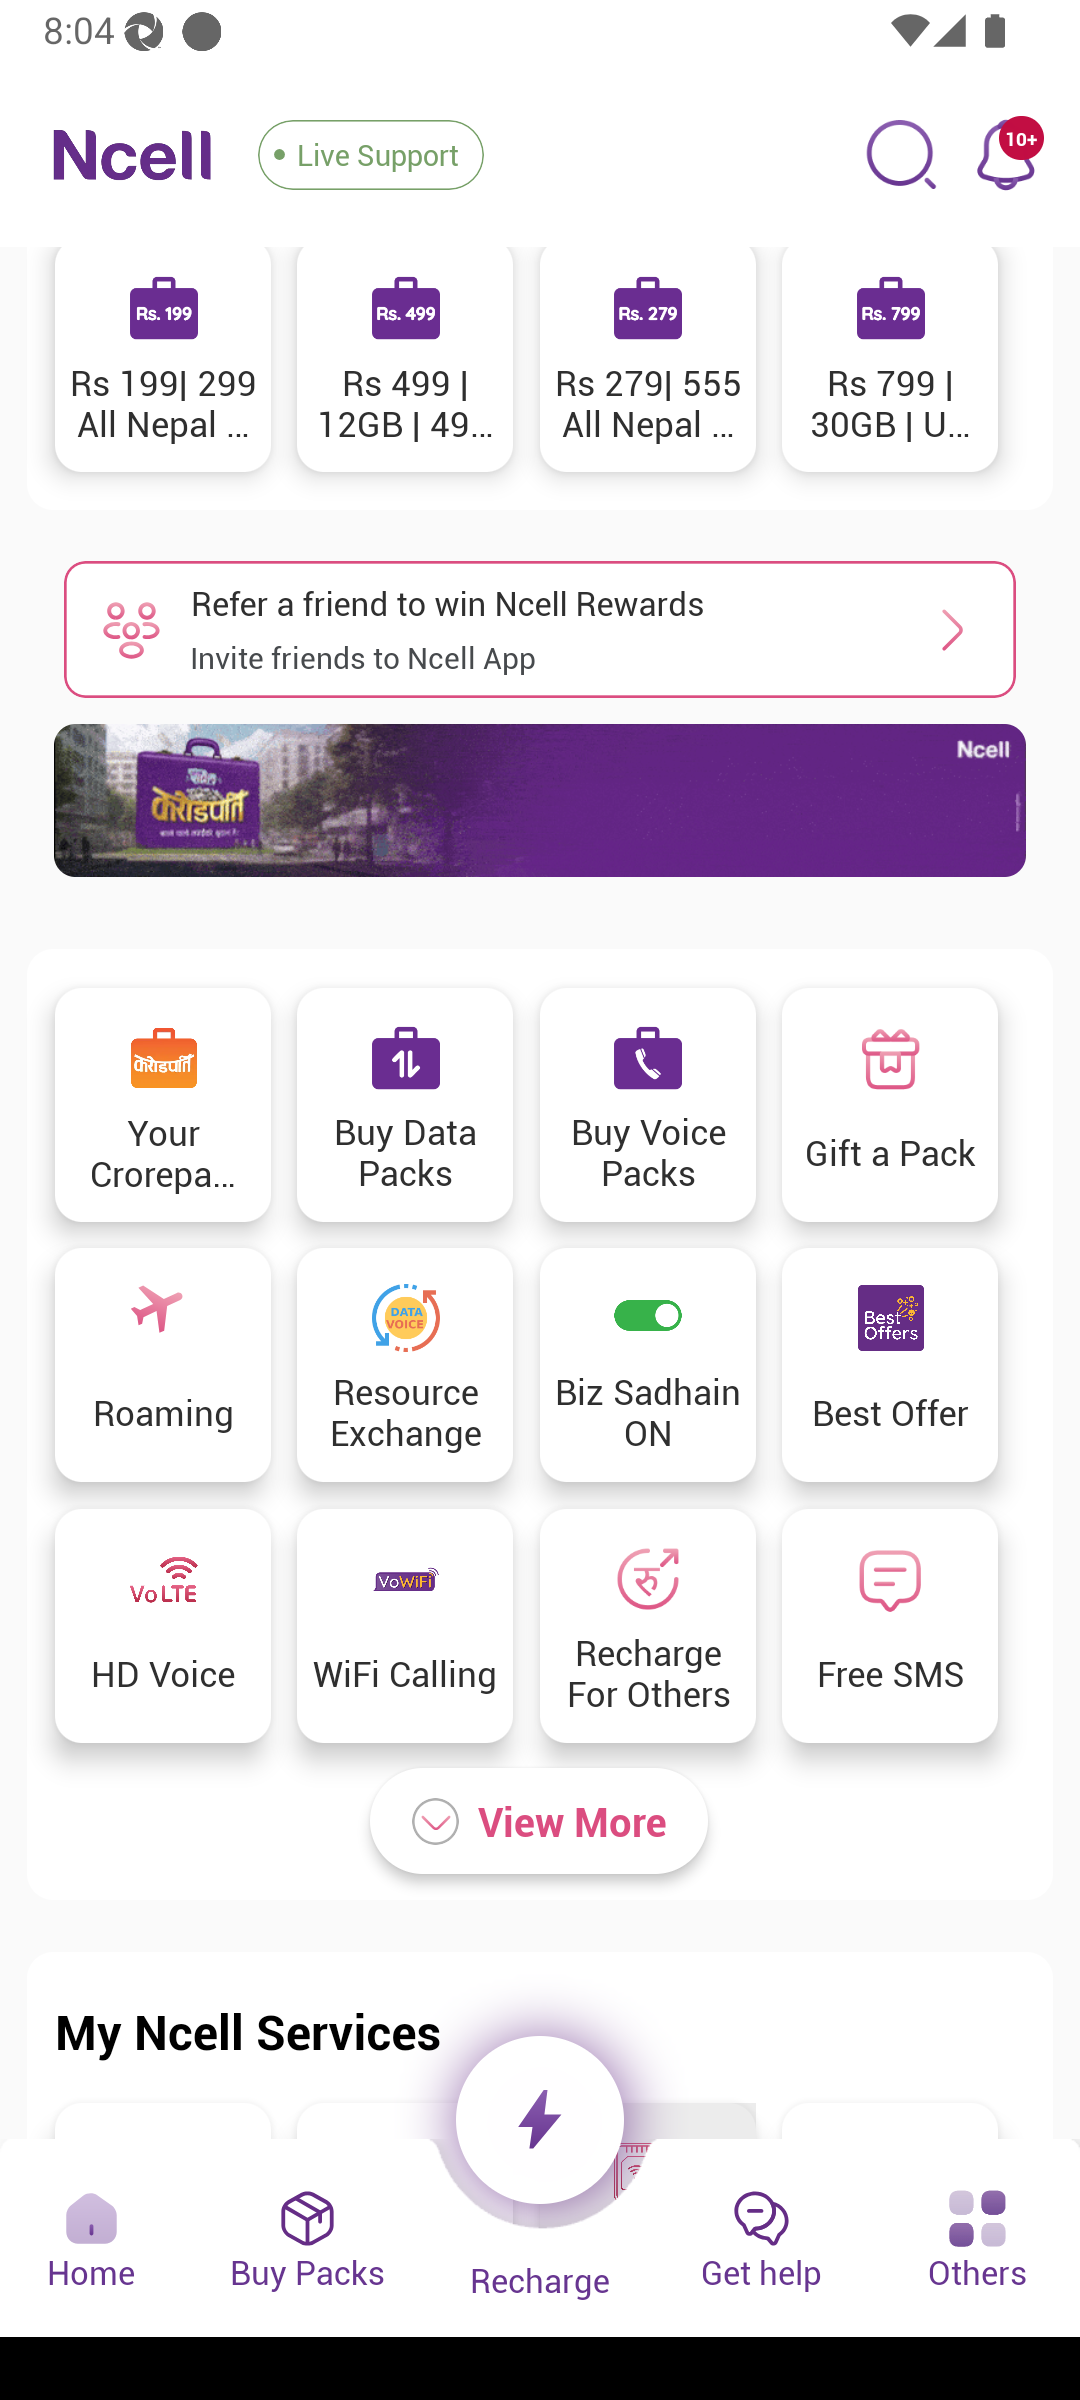 8:04
Ncell
Live Support
10+
Rs. 199
Rs. 499
Rs. 279
Rs. 799
Rs 199| 299
All Nepal ...
Rs 499 |
12GB | 49...
Rs 279| 555
All Nepal ...
Rs 799 |
30GB | U...
Refer a friend to win Ncell Rewards
Invite friends to Ncell App
Ncell
करोडपति
करोडपति
Your
Crorepa...
Buy Data
Packs
Buy Voice
Packs
Gift a Pack
Roaming
DATA
VOICE
Resource
Exchange
Biz Sadhain
ON
Best
Offers
Best Offer
VoLTE
HD Voice
VoWiFi
WiFi Calling
रु
Recharge
For Others
Free SMS
View More
My Ncell Services
Home
Buy Packs
Recharge
Get help
Others